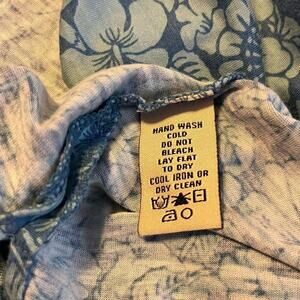 HAND WASH
COLD
DO NOT
BLEACH
LAY FLAT
TO DRY
COOL IRON OR
DRY CLEAN